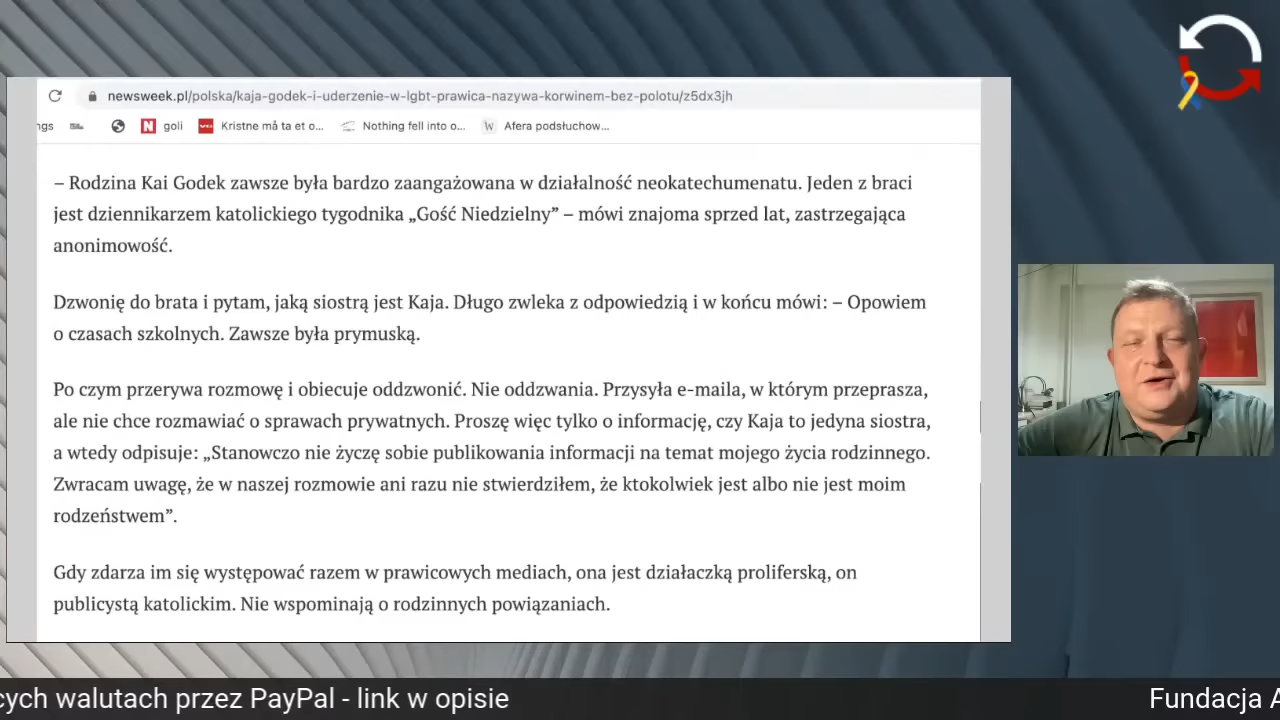 newsweek.pl/polska/kaja-godek-i-uderzenie-w-lgbt-prawica-nazywa-korwinem-bez-polotu/z5dx3jh
ngs
N goli
VG Kristne må ta et o...
Nothing fell into o...
W Afera podsłuchow...
– Rodzina Kai Godek zawsze była bardzo zaangażowana w działalność neokatechumenatu. Jeden z braci
jest dziennikarzem katolickiego tygodnika „Gość Niedzielny” – mówi znajoma sprzed lat, zastrzegająca
anonimowość.
Dzwonię do brata i pytam, jaką siostrą jest Kaja. Długo zwleka z odpowiedzią i w końcu mówi: – Opowiem
o czasach szkolnych. Zawsze była prymuską.
Po czym przerywa rozmowę i obiecuje oddzwonić. Nie oddzwania. Przysyła e-maila, w którym przeprasza,
ale nie chce rozmawiać o sprawach prywatnych. Proszę więc tylko o informację, czy Kaja to jedyna siostra,
a wtedy odpisuje: „Stanowczo nie życzę sobie publikowania informacji na temat mojego życia rodzinnego.
Zwracam uwagę, że w naszej rozmowie ani razu nie stwierdziłem, że ktokolwiek jest albo nie jest moim
rodzeństwem”.
Gdy zdarza im się występować razem w prawicowych mediach, ona jest działaczką proliferską, on
publicystą katolickim. Nie wspominają o rodzinnych powiązaniach.
cych walutach przez PayPal - link w opisie
Fundacja A